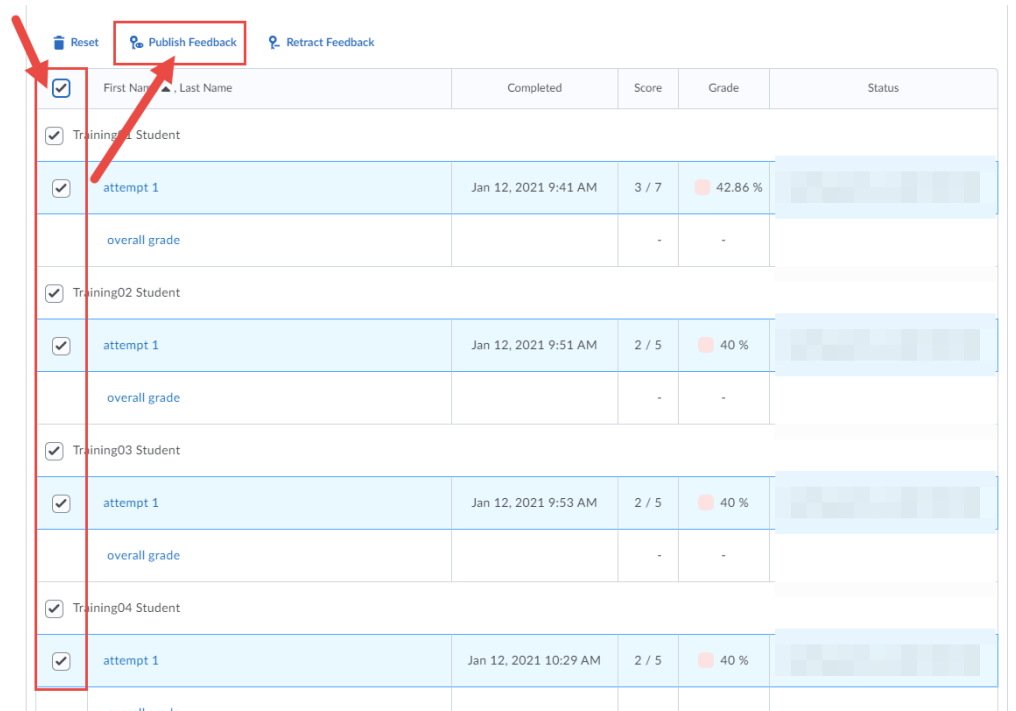 Reset Publish Feedback Retract Feedback
First Nam , Last Name Completed Score Grade Status
Training01 Student
attempt 1 Jan 12, 2021 9:41 AM 3 / 7 42.86 %
overall grade - -
Training02 Student
attempt 1 Jan 12, 2021 9:51 AM 2 / 5 40 %
overall grade - -
Training03 Student
attempt 1 Jan 12, 2021 9:53 AM 2 / 5 40 %
overall grade - -
Training04 Student
attempt 1 Jan 12, 2021 10:29 AM 2 / 5 40 %